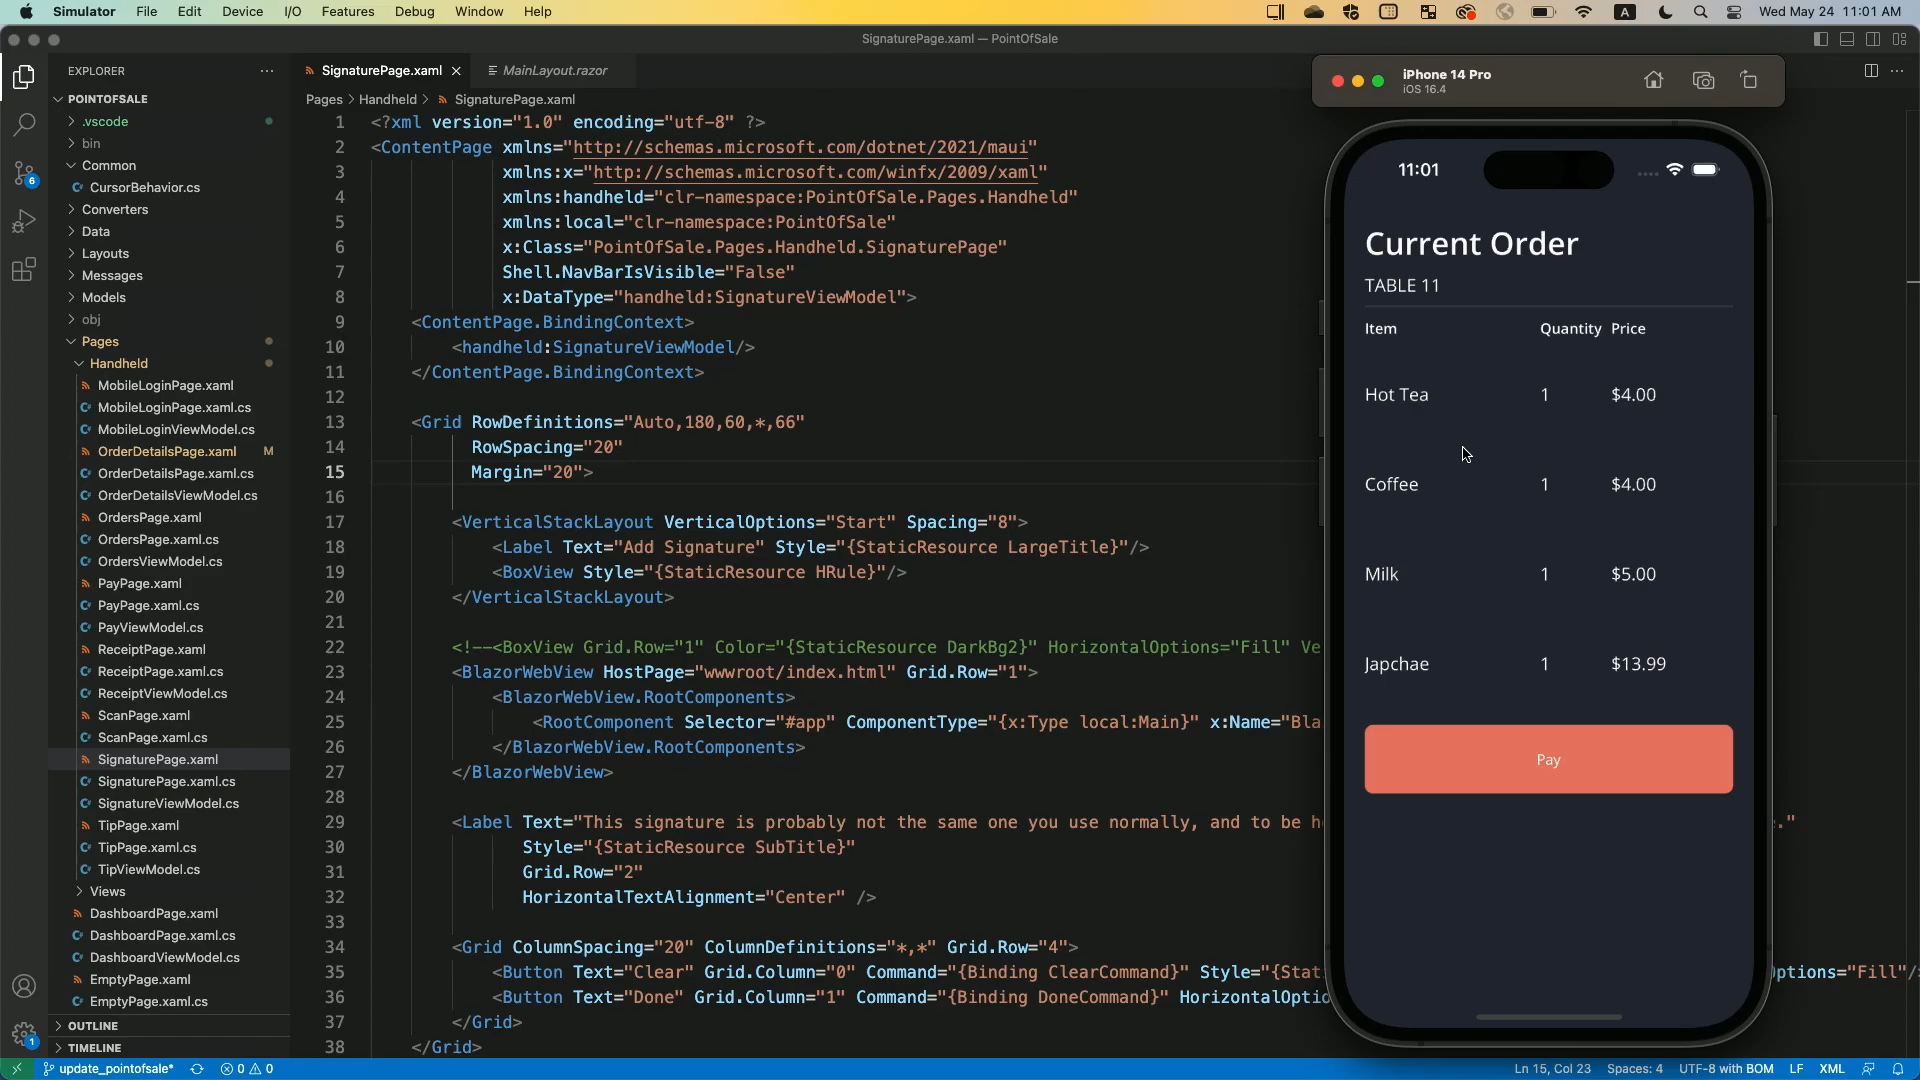 Simulator File Edit Device I/O Features Debug Window Help
A
Wed May 24 11:01 AM
SignaturePage.xaml — PointOfSale
EXPLORER
SignaturePage.xaml
MainLayout.razor
Pages > Handheld > SignaturePage.xaml
POINTOFSALE
.vscode
bin
Common
CursorBehavior.cs
Converters
Data
Layouts
Messages
Models
obj
Pages
Handheld
MobileLoginPage.xaml
MobileLoginPage.xaml.cs
MobileLoginViewModel.cs
OrderDetailsPage.xaml M
OrderDetailsPage.xaml.cs
OrderDetailsViewModel.cs
OrdersPage.xaml
OrdersPage.xaml.cs
OrdersViewModel.cs
PayPage.xaml
PayPage.xaml.cs
PayViewModel.cs
ReceiptPage.xaml
ReceiptPage.xaml.cs
ReceiptViewModel.cs
ScanPage.xaml
ScanPage.xaml.cs
SignaturePage.xaml
SignaturePage.xaml.cs
SignatureViewModel.cs
TipPage.xaml
TipPage.xaml.cs
TipViewModel.cs
Views
DashboardPage.xaml
DashboardPage.xaml.cs
DashboardViewModel.cs
EmptyPage.xaml
EmptyPage.xaml.cs
OUTLINE
TIMELINE
6
1
1 <?xml version="1.0" encoding="utf-8" ?>
2 <ContentPage xmlns="http://schemas.microsoft.com/dotnet/2021/maui"
3 xmlns:x="http://schemas.microsoft.com/winfx/2009/xaml"
4 xmlns:handheld="clr-namespace:PointOfSale.Pages.Handheld"
5 xmlns:local="clr-namespace:PointOfSale"
6 x:Class="PointOfSale.Pages.Handheld.SignaturePage"
7 Shell.NavBarIsVisible="False"
8 x:DataType="handheld:SignatureViewModel">
9 <ContentPage.BindingContext>
10 <handheld:SignatureViewModel/>
11 </ContentPage.BindingContext>
12
13 <Grid RowDefinitions="Auto,180,60,*,66"
14 RowSpacing="20"
15 Margin="20">
16
17 <VerticalStackLayout VerticalOptions="Start" Spacing="8">
18 <Label Text="Add Signature" Style="{StaticResource LargeTitle}"/>
19 <BoxView Style="{StaticResource HRule}"/>
20 </VerticalStackLayout>
21
22 <!--<BoxView Grid.Row="1" Color="{StaticResource DarkBg2}" HorizontalOptions="Fill" Ve
23 <BlazorWebView HostPage="wwwroot/index.html" Grid.Row="1">
24 <BlazorWebView.RootComponents>
25 <RootComponent Selector="#app" ComponentType="{x:Type local:Main}" x:Name="Bla
26 </BlazorWebView.RootComponents>
27 </BlazorWebView>
28
29 <Label Text="This signature is probably not the same one you use normally, and to be h ."
30 Style="{StaticResource SubTitle}"
31 Grid.Row="2"
32 HorizontalTextAlignment="Center" />
33
34 <Grid ColumnSpacing="20" ColumnDefinitions="*,*" Grid.Row="4">
35 <Button Text="Clear" Grid.Column="0" Command="{Binding ClearCommand}" Style="{Stat ptions="Fill"/
36 <Button Text="Done" Grid.Column="1" Command="{Binding DoneCommand}" HorizontalOptio
37 </Grid>
38 </Grid>
iPhone 14 Pro
iOS 16.4
11:01
Current Order
TABLE 11
Item Quantity Price
Hot Tea 1 $4.00
Coffee 1 $4.00
Milk 1 $5.00
Japchae 1 $13.99
Pay
update_pointofsale* 0 0
Ln 15, Col 23 Spaces: 4 UTF-8 with BOM LF XML